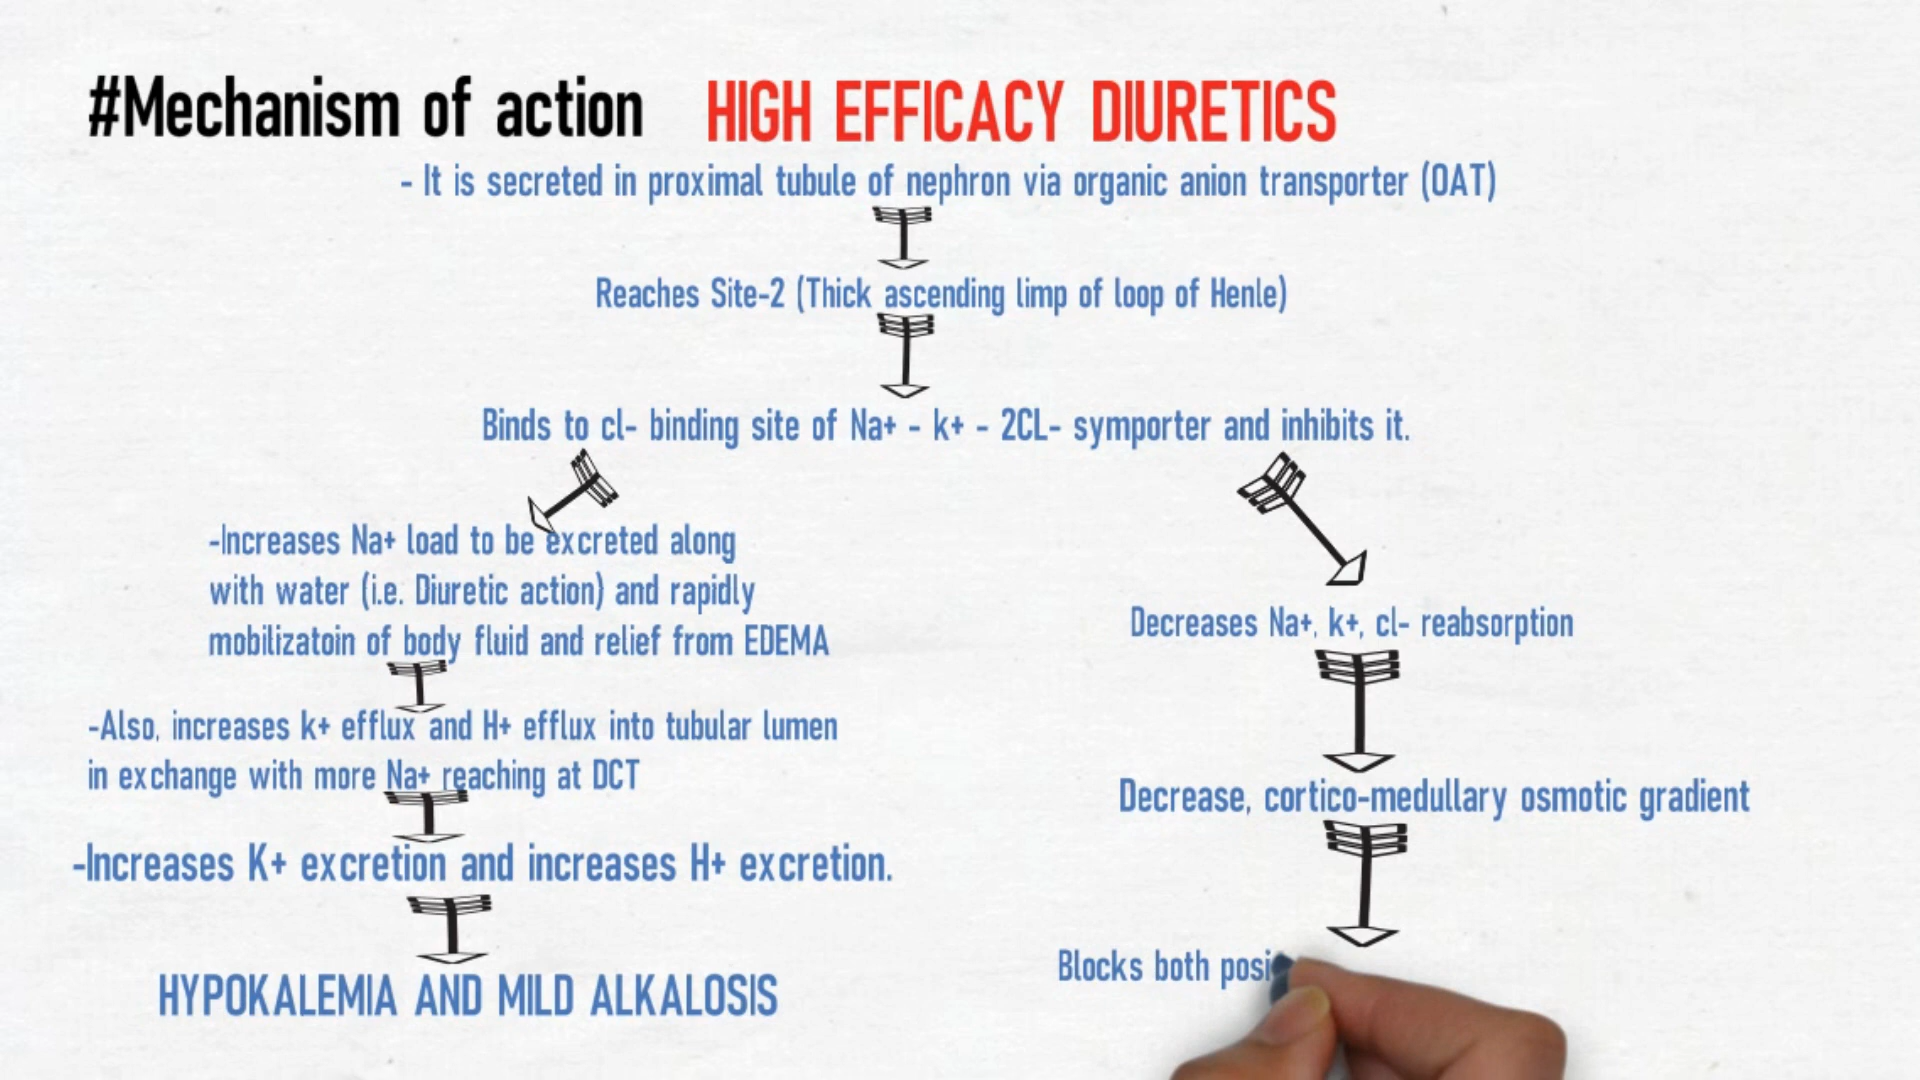 #Mechanism of action HIGH EFFICACY DIURETICS
- It is secreted in proximal tubule of nephron via organic anion transporter (OAT)
Reaches Site-2 (Thick ascending limp of loop of Henle)
Binds to cl- binding site of Na+ - k+ - 2CL- symporter and inhibits it.
-Increases Na+ load to be excreted along
with water (i.e. Diuretic action) and rapidly
mobilizatoin of body fluid and relief from EDEMA
-Also, increases k+ efflux and H+ efflux into tubular lumen
in exchange with more Na+ reaching at DCT
-Increases K+ excretion and increases H+ excretion.
HYPOKALEMIA AND MILD ALKALOSIS
Decreases Na+, k+, cl- reabsorption
Decrease, cortico-medullary osmotic gradient
Blocks both